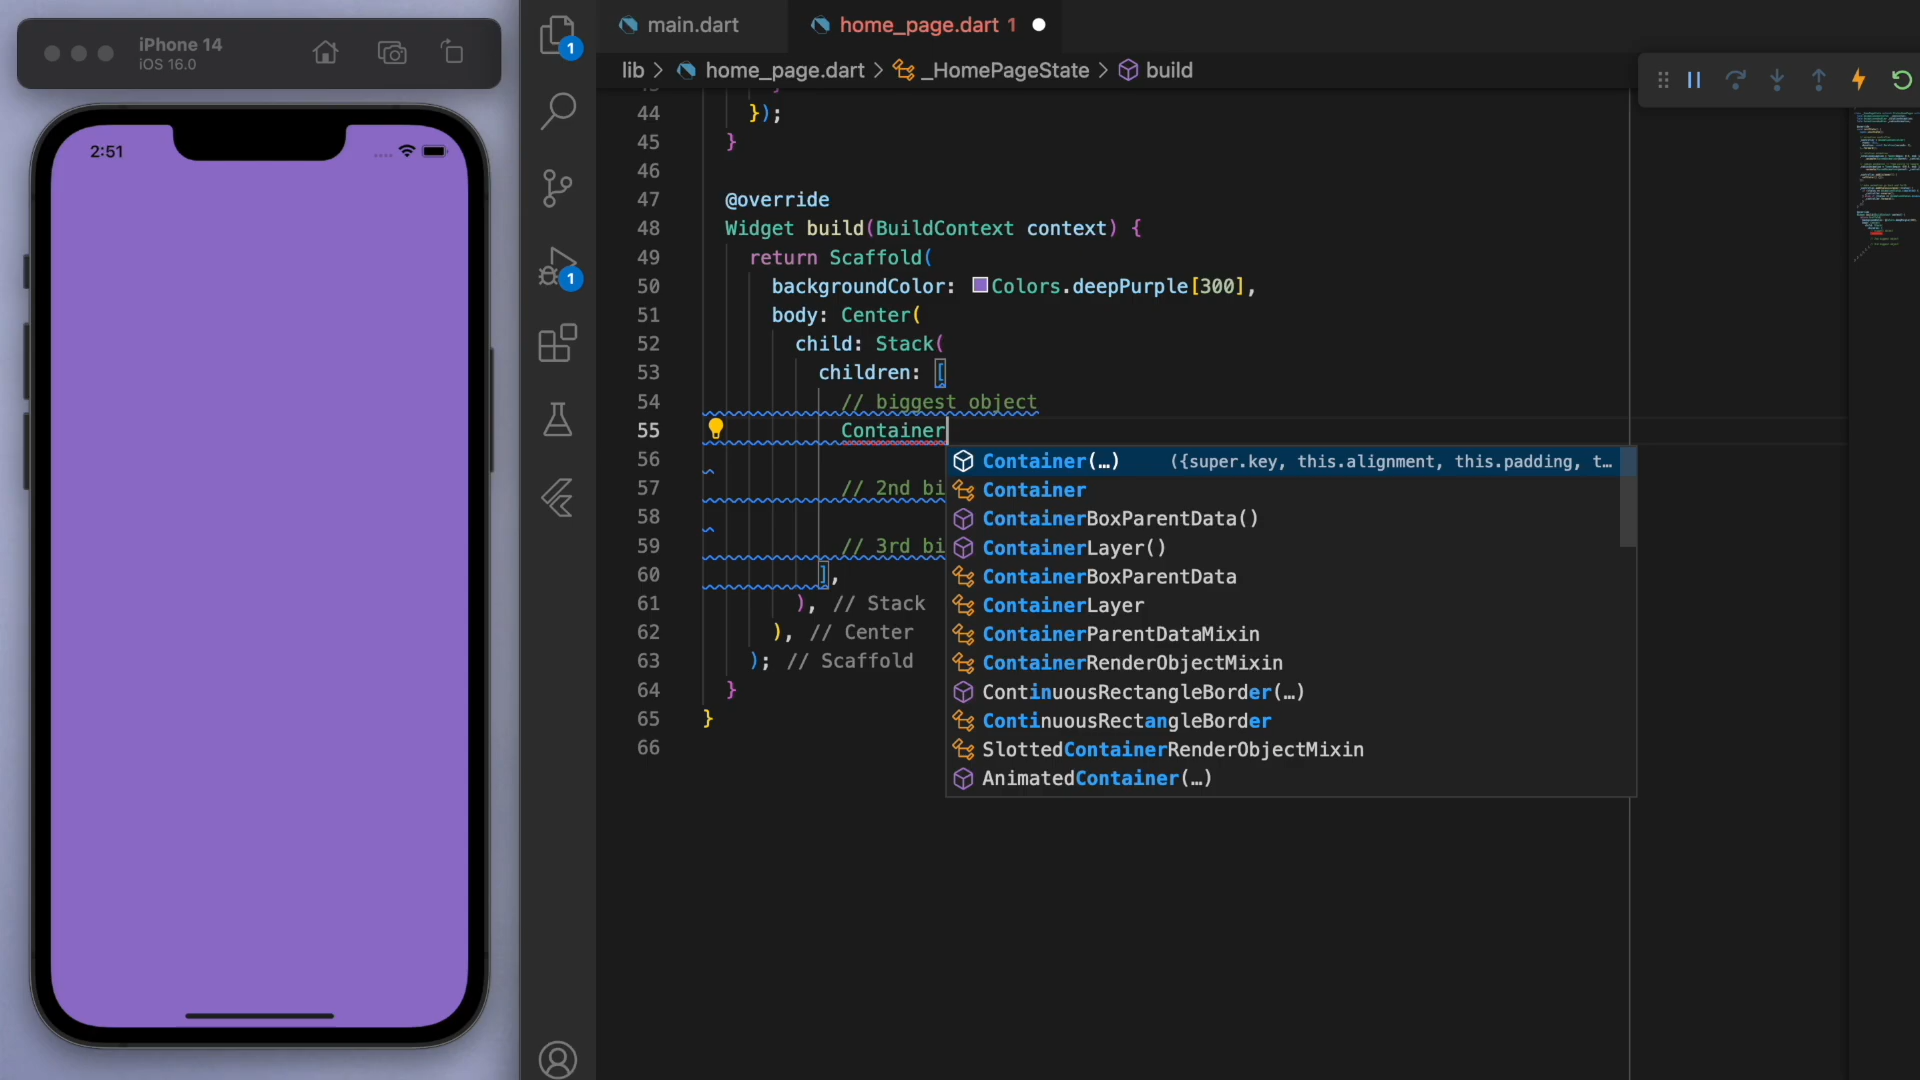 iPhone 14
iOS 16.0
2:51
1
1
main.dart
home_page.dart 1
lib > home_page.dart > _HomePageState > build
44 });
45 }
46
47 @override
48 Widget build(BuildContext context) {
49 return Scaffold(
50 backgroundColor: Colors.deepPurple[300],
51 body: Center(
52 child: Stack(
53 children: [
54 // biggest object
55 Container
56
57 // 2nd bi
58
59 // 3rd bi
60 ],
61 ), // Stack
62 ), // Center
63 ); // Scaffold
64 }
65 }
66
Container(…) ({super.key, this.alignment, this.padding, t…
Container
ContainerBoxParentData()
ContainerLayer()
ContainerBoxParentData
ContainerLayer
ContainerParentDataMixin
ContainerRenderObjectMixin
ContinuousRectangleBorder(…)
ContinuousRectangleBorder
SlottedContainerRenderObjectMixin
AnimatedContainer(…)